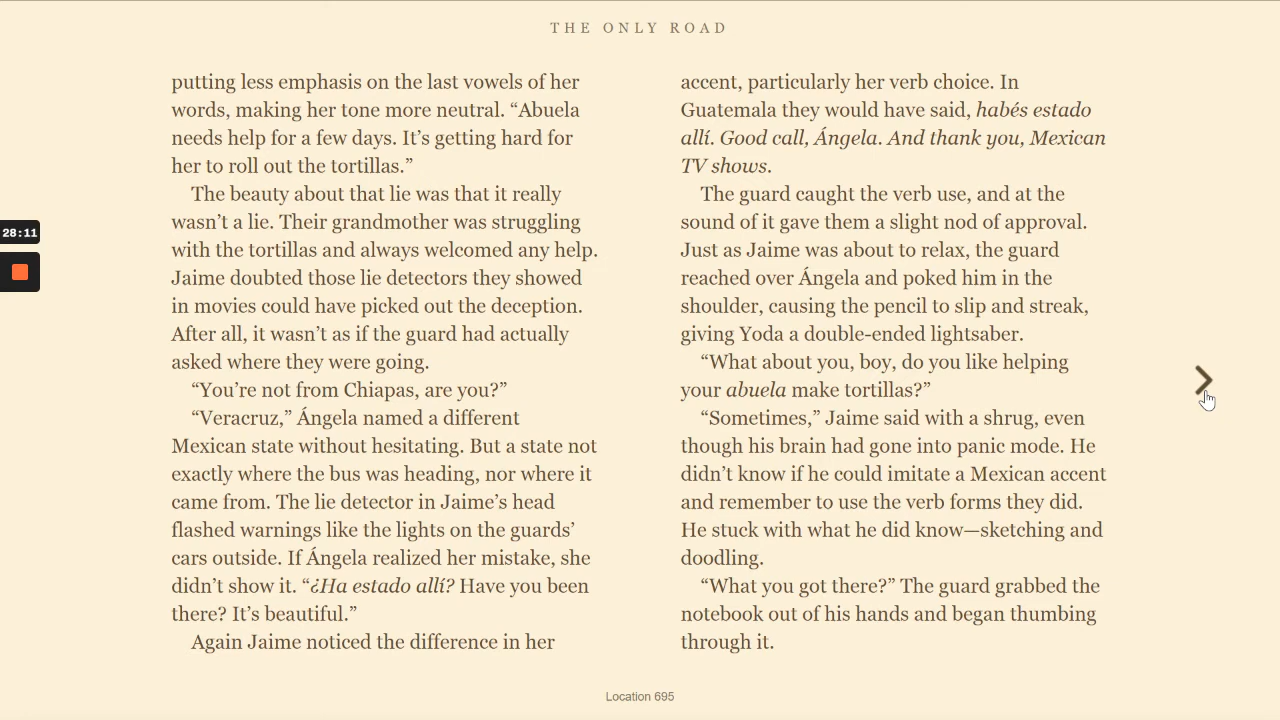 THE ONLY ROAD
putting less emphasis on the last vowels of her
words, making her tone more neutral. “Abuela
needs help for a few days. It’s getting hard for
her to roll out the tortillas.”
The beauty about that lie was that it really
wasn’t a lie. Their grandmother was struggling
with the tortillas and always welcomed any help.
Jaime doubted those lie detectors they showed
in movies could have picked out the deception.
After all, it wasn’t as if the guard had actually
asked where they were going.
“You’re not from Chiapas, are you?”
“Veracruz,” Ángela named a different
Mexican state without hesitating. But a state not
exactly where the bus was heading, nor where it
came from. The lie detector in Jaime’s head
flashed warnings like the lights on the guards’
cars outside. If Ángela realized her mistake, she
didn’t show it. “¿Ha estado allí? Have you been
there? It’s beautiful.”
Again Jaime noticed the difference in her
accent, particularly her verb choice. In
Guatemala they would have said, habés estado
allí. Good call, Ángela. And thank you, Mexican
TV shows.
The guard caught the verb use, and at the
sound of it gave them a slight nod of approval.
Just as Jaime was about to relax, the guard
reached over Ángela and poked him in the
shoulder, causing the pencil to slip and streak,
giving Yoda a double-ended lightsaber.
“What about you, boy, do you like helping
your abuela make tortillas?”
“Sometimes,” Jaime said with a shrug, even
though his brain had gone into panic mode. He
didn’t know if he could imitate a Mexican accent
and remember to use the verb forms they did.
He stuck with what he did know—sketching and
doodling.
“What you got there?” The guard grabbed the
notebook out of his hands and began thumbing
through it.
28:11
Location 695